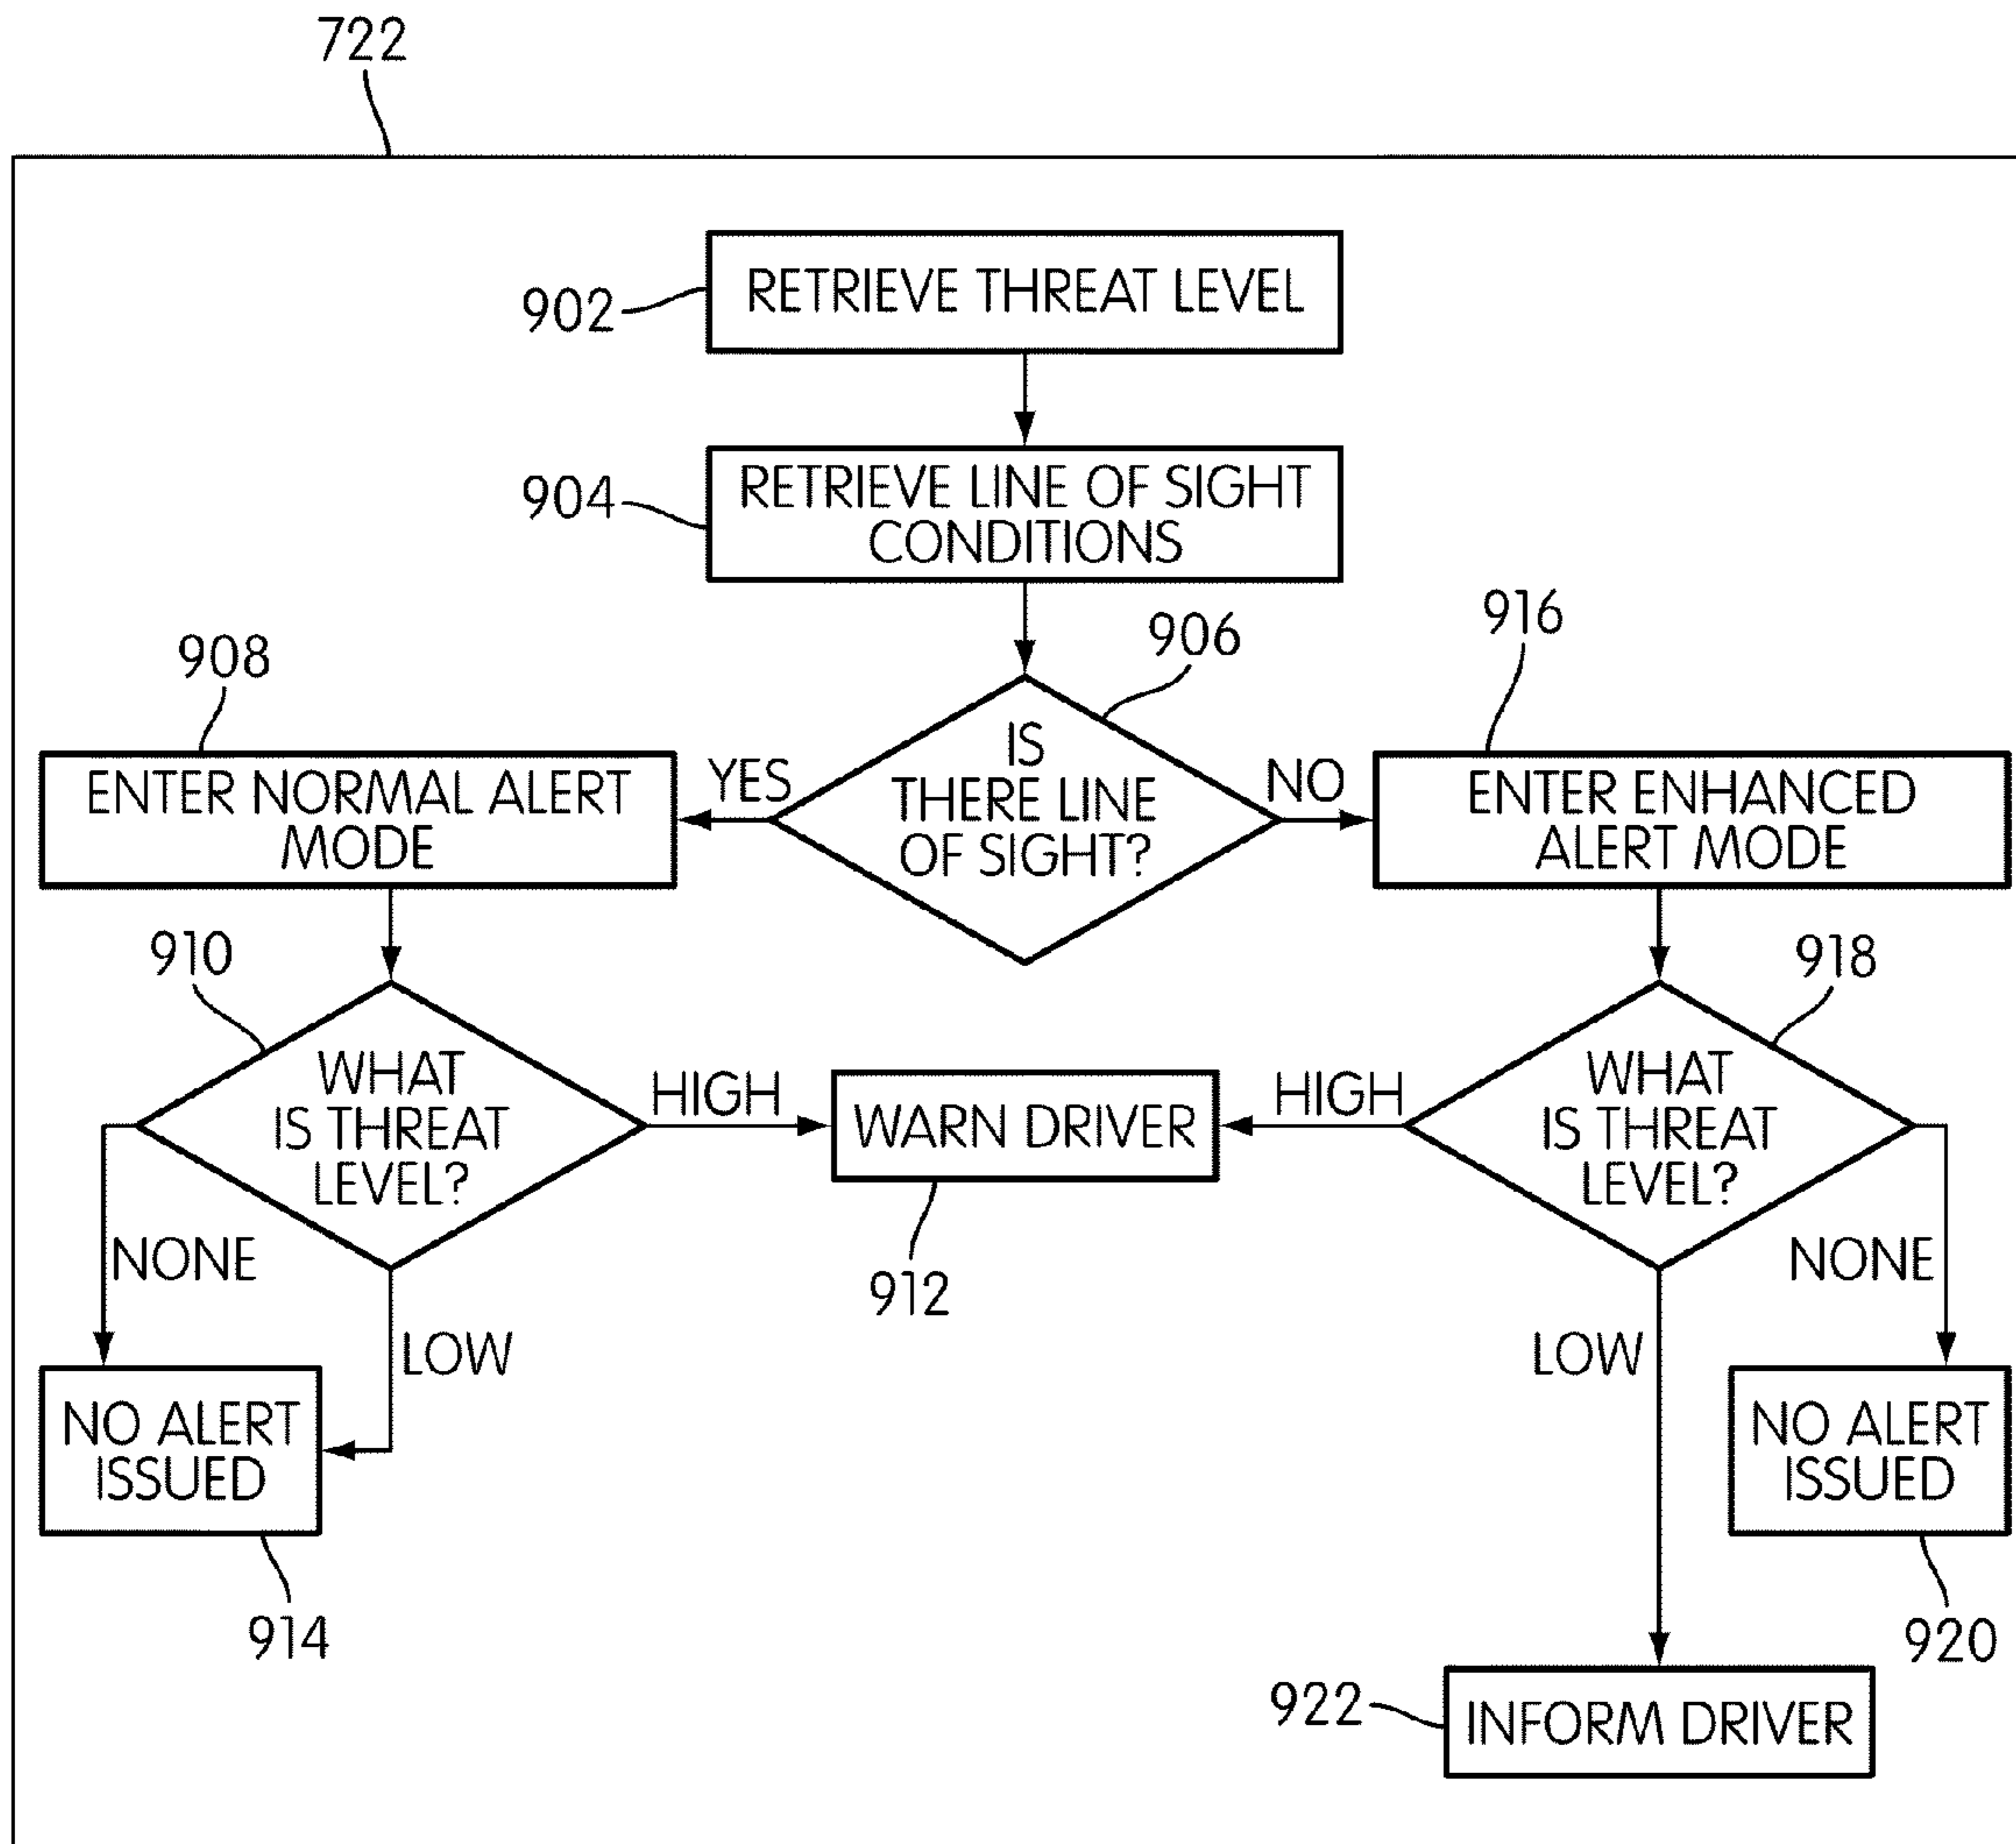 722
902
RETRIEVE THREAT LEVEL
904
RETRIEVE LINE OF SIGHT
CONDITIONS
906
IS
THERE LINE
OF SIGHT?
YES
NO
908
ENTER NORMAL ALERT
MODE
916
ENTER ENHANCED
ALERT MODE
910
WHAT
IS THREAT
LEVEL?
HIGH
WARN DRIVER
912
HIGH
918
WHAT
IS THREAT
LEVEL?
NONE
LOW
NO ALERT
ISSUED
914
LOW
NONE
NO ALERT
ISSUED
920
922
INFORM DRIVER